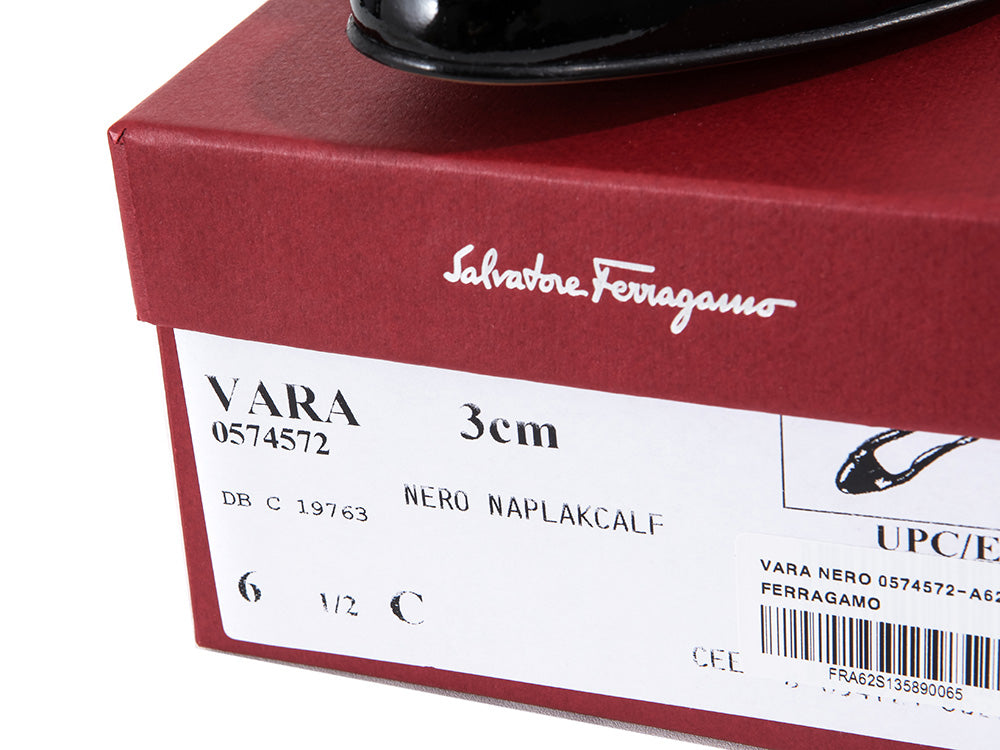 Salvatore Ferragamo
VARA 3cm
0574572
DB C 19763 NERO NAPLAKCALF
6 1/2 C
UPC/E
VARA NERO 0574572-A62
FERRAGAMO
FRA62S135890065
CEE